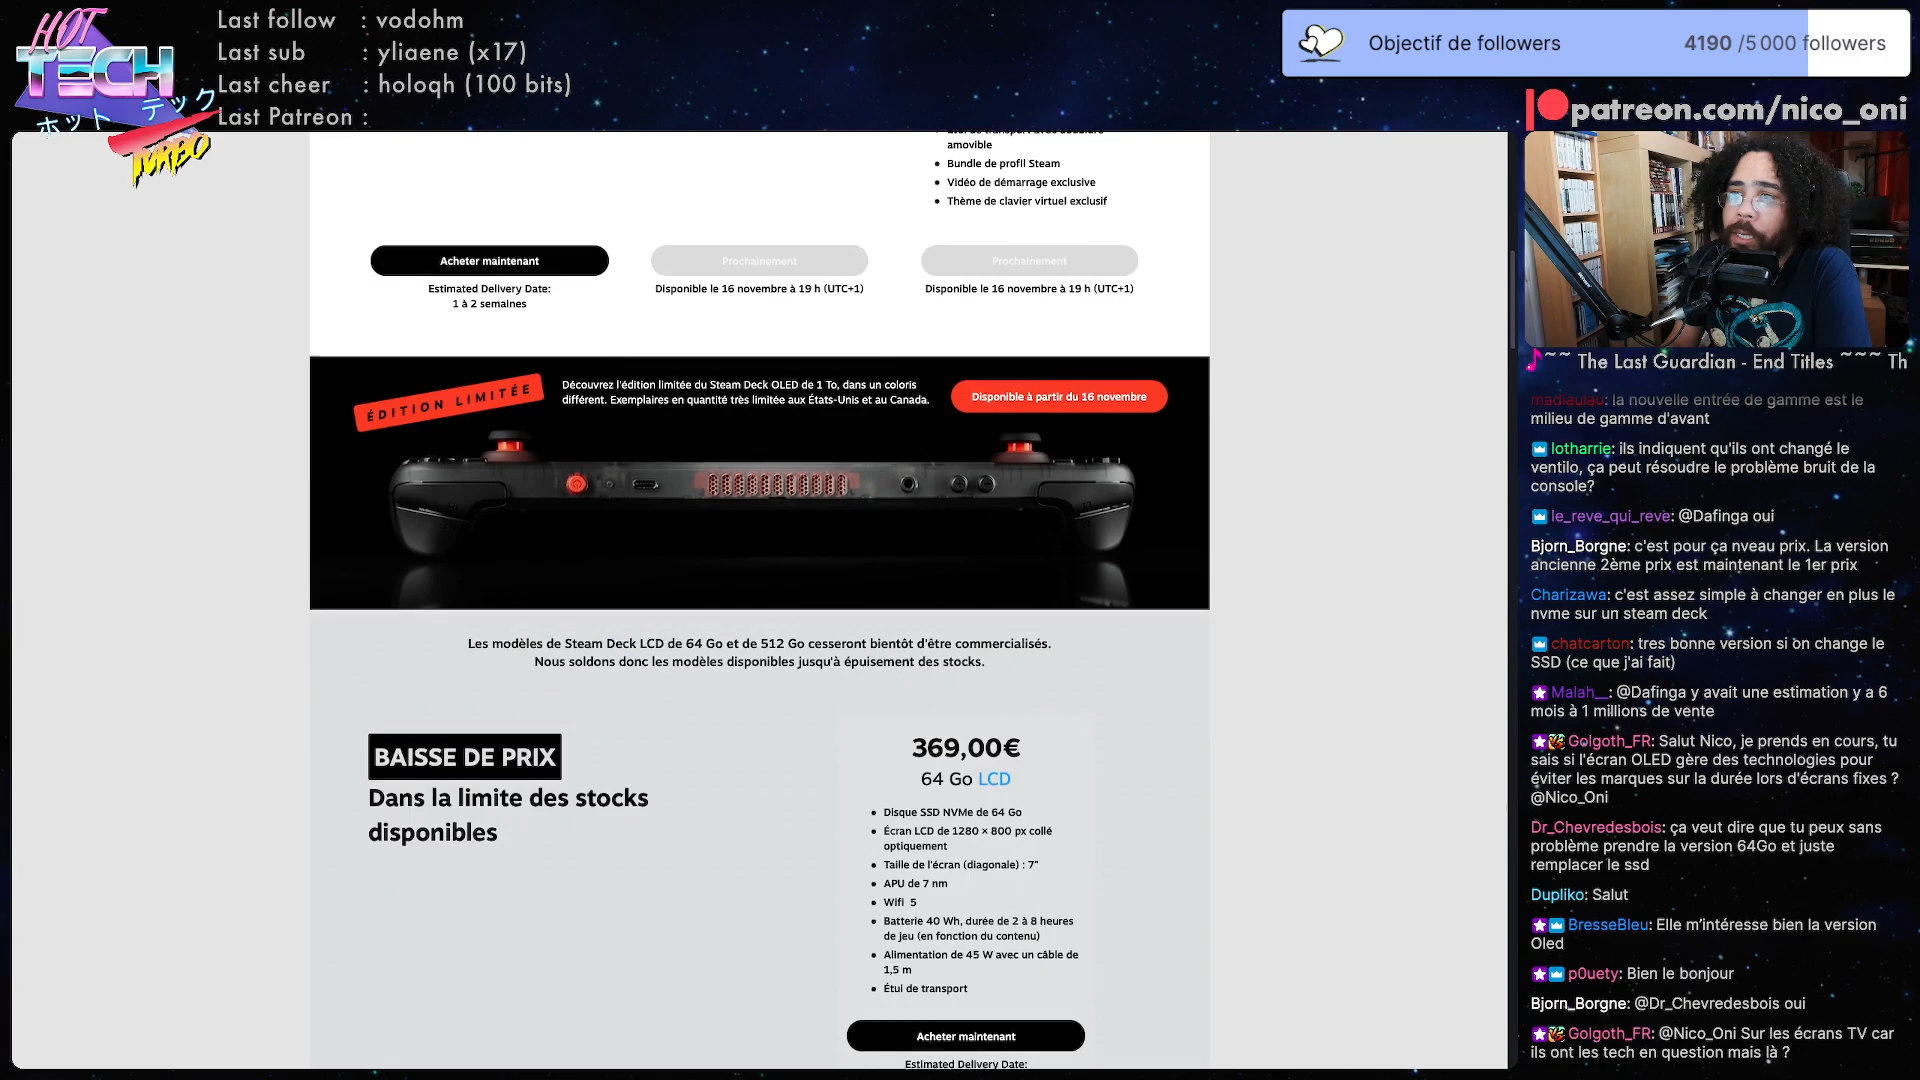 HOT
TECH
ホット テック
TURBO
Last follow : vodohm
Last sub : yliaene (x17)
Last cheer : holoqh (100 bits)
Last Patreon :
Objectif de followers 4190 /5 000 followers
patreon.com/nico_oni
amovible
• Bundle de profil Steam
• Vidéo de démarrage exclusive
• Thème de clavier virtuel exclusif
Acheter maintenant
Estimated Delivery Date:
1 à 2 semaines
Prochainement
Disponible le 16 novembre à 19 h (UTC+1)
Prochainement
Disponible le 16 novembre à 19 h (UTC+1)
ÉDITION LIMITÉE
Découvrez l'édition limitée du Steam Deck OLED de 1 To, dans un coloris
différent. Exemplaires en quantité très limitée aux États-Unis et au Canada.
Disponible à partir du 16 novembre
Les modèles de Steam Deck LCD de 64 Go et de 512 Go cesseront bientôt d'être commercialisés.
Nous soldons donc les modèles disponibles jusqu'à épuisement des stocks.
BAISSE DE PRIX
Dans la limite des stocks
disponibles
369,00€
64 Go LCD
• Disque SSD NVMe de 64 Go
• Écran LCD de 1280 × 800 px collé
optiquement
• Taille de l'écran (diagonale) : 7"
• APU de 7 nm
• Wifi 5
• Batterie 40 Wh, durée de 2 à 8 heures
de jeu (en fonction du contenu)
• Alimentation de 45 W avec un câble de
1,5 m
• Étui de transport
Acheter maintenant
Estimated Delivery Date:
~~ The Last Guardian - End Titles ~~~ Th
madiaulau: la nouvelle entrée de gamme est le
milieu de gamme d'avant
lotharrie: ils indiquent qu'ils ont changé le
ventilo, ça peut résoudre le problème bruit de la
console?
le_reve_qui_reve: @Dafinga oui
Bjorn_Borgne: c'est pour ça nveau prix. La version
ancienne 2ème prix est maintenant le 1er prix
Charizawa: c'est assez simple à changer en plus le
nvme sur un steam deck
chatcarton: tres bonne version si on change le
SSD (ce que j'ai fait)
Malah__: @Dafinga y avait une estimation y a 6
mois à 1 millions de vente
Golgoth_FR: Salut Nico, je prends en cours, tu
sais si l'écran OLED gère des technologies pour
éviter les marques sur la durée lors d'écrans fixes ?
@Nico_Oni
Dr_Chevredesbois: ça veut dire que tu peux sans
problème prendre la version 64Go et juste
remplacer le ssd
Dupliko: Salut
BresseBleu: Elle m’intéresse bien la version
Oled
p0uety: Bien le bonjour
Bjorn_Borgne: @Dr_Chevredesbois oui
Golgoth_FR: @Nico_Oni Sur les écrans TV car
ils ont les tech en question mais là ?